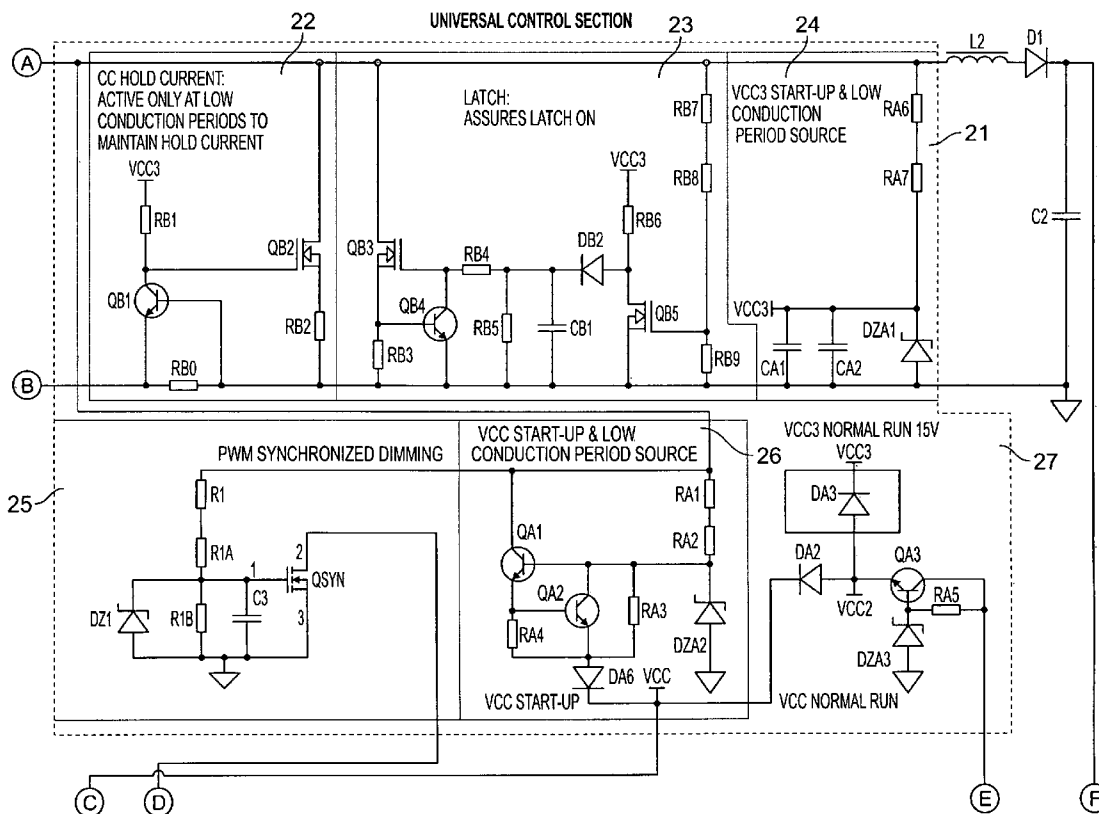 UNIVERSAL CONTROL SECTION
22
23
24
21
A
L2
D1
CC HOLD CURRENT:
ACTIVE ONLY AT LOW
CONDUCTION PERIODS TO
MAINTAIN HOLD CURRENT
LATCH:
ASSURES LATCH ON
VCC3 START-UP & LOW
CONDUCTION
PERIOD SOURCE
RB7
RA6
VCC3
VCC3
RB8
RA7
RB1
RB6
C2
QB2
QB3
RB4
DB2
QB1
QB4
QB5
VCC3
DZA1
RB2
RB5
CB1
RB3
RB9
CA1
CA2
B
RB0
PWM SYNCHRONIZED DIMMING
VCC START-UP & LOW
CONDUCTION PERIOD SOURCE
26
VCC3 NORMAL RUN 15V
VCC3
27
25
R1
RA1
DA3
R1A
2
QA1
RA2
DA2
QA3
1
QSYN
QA2
C3
VCC2
RA5
DZ1
R1B
3
RA4
RA3
DZA2
DZA3
DA6
VCC
VCC START-UP
VCC NORMAL RUN
C
D
E
F